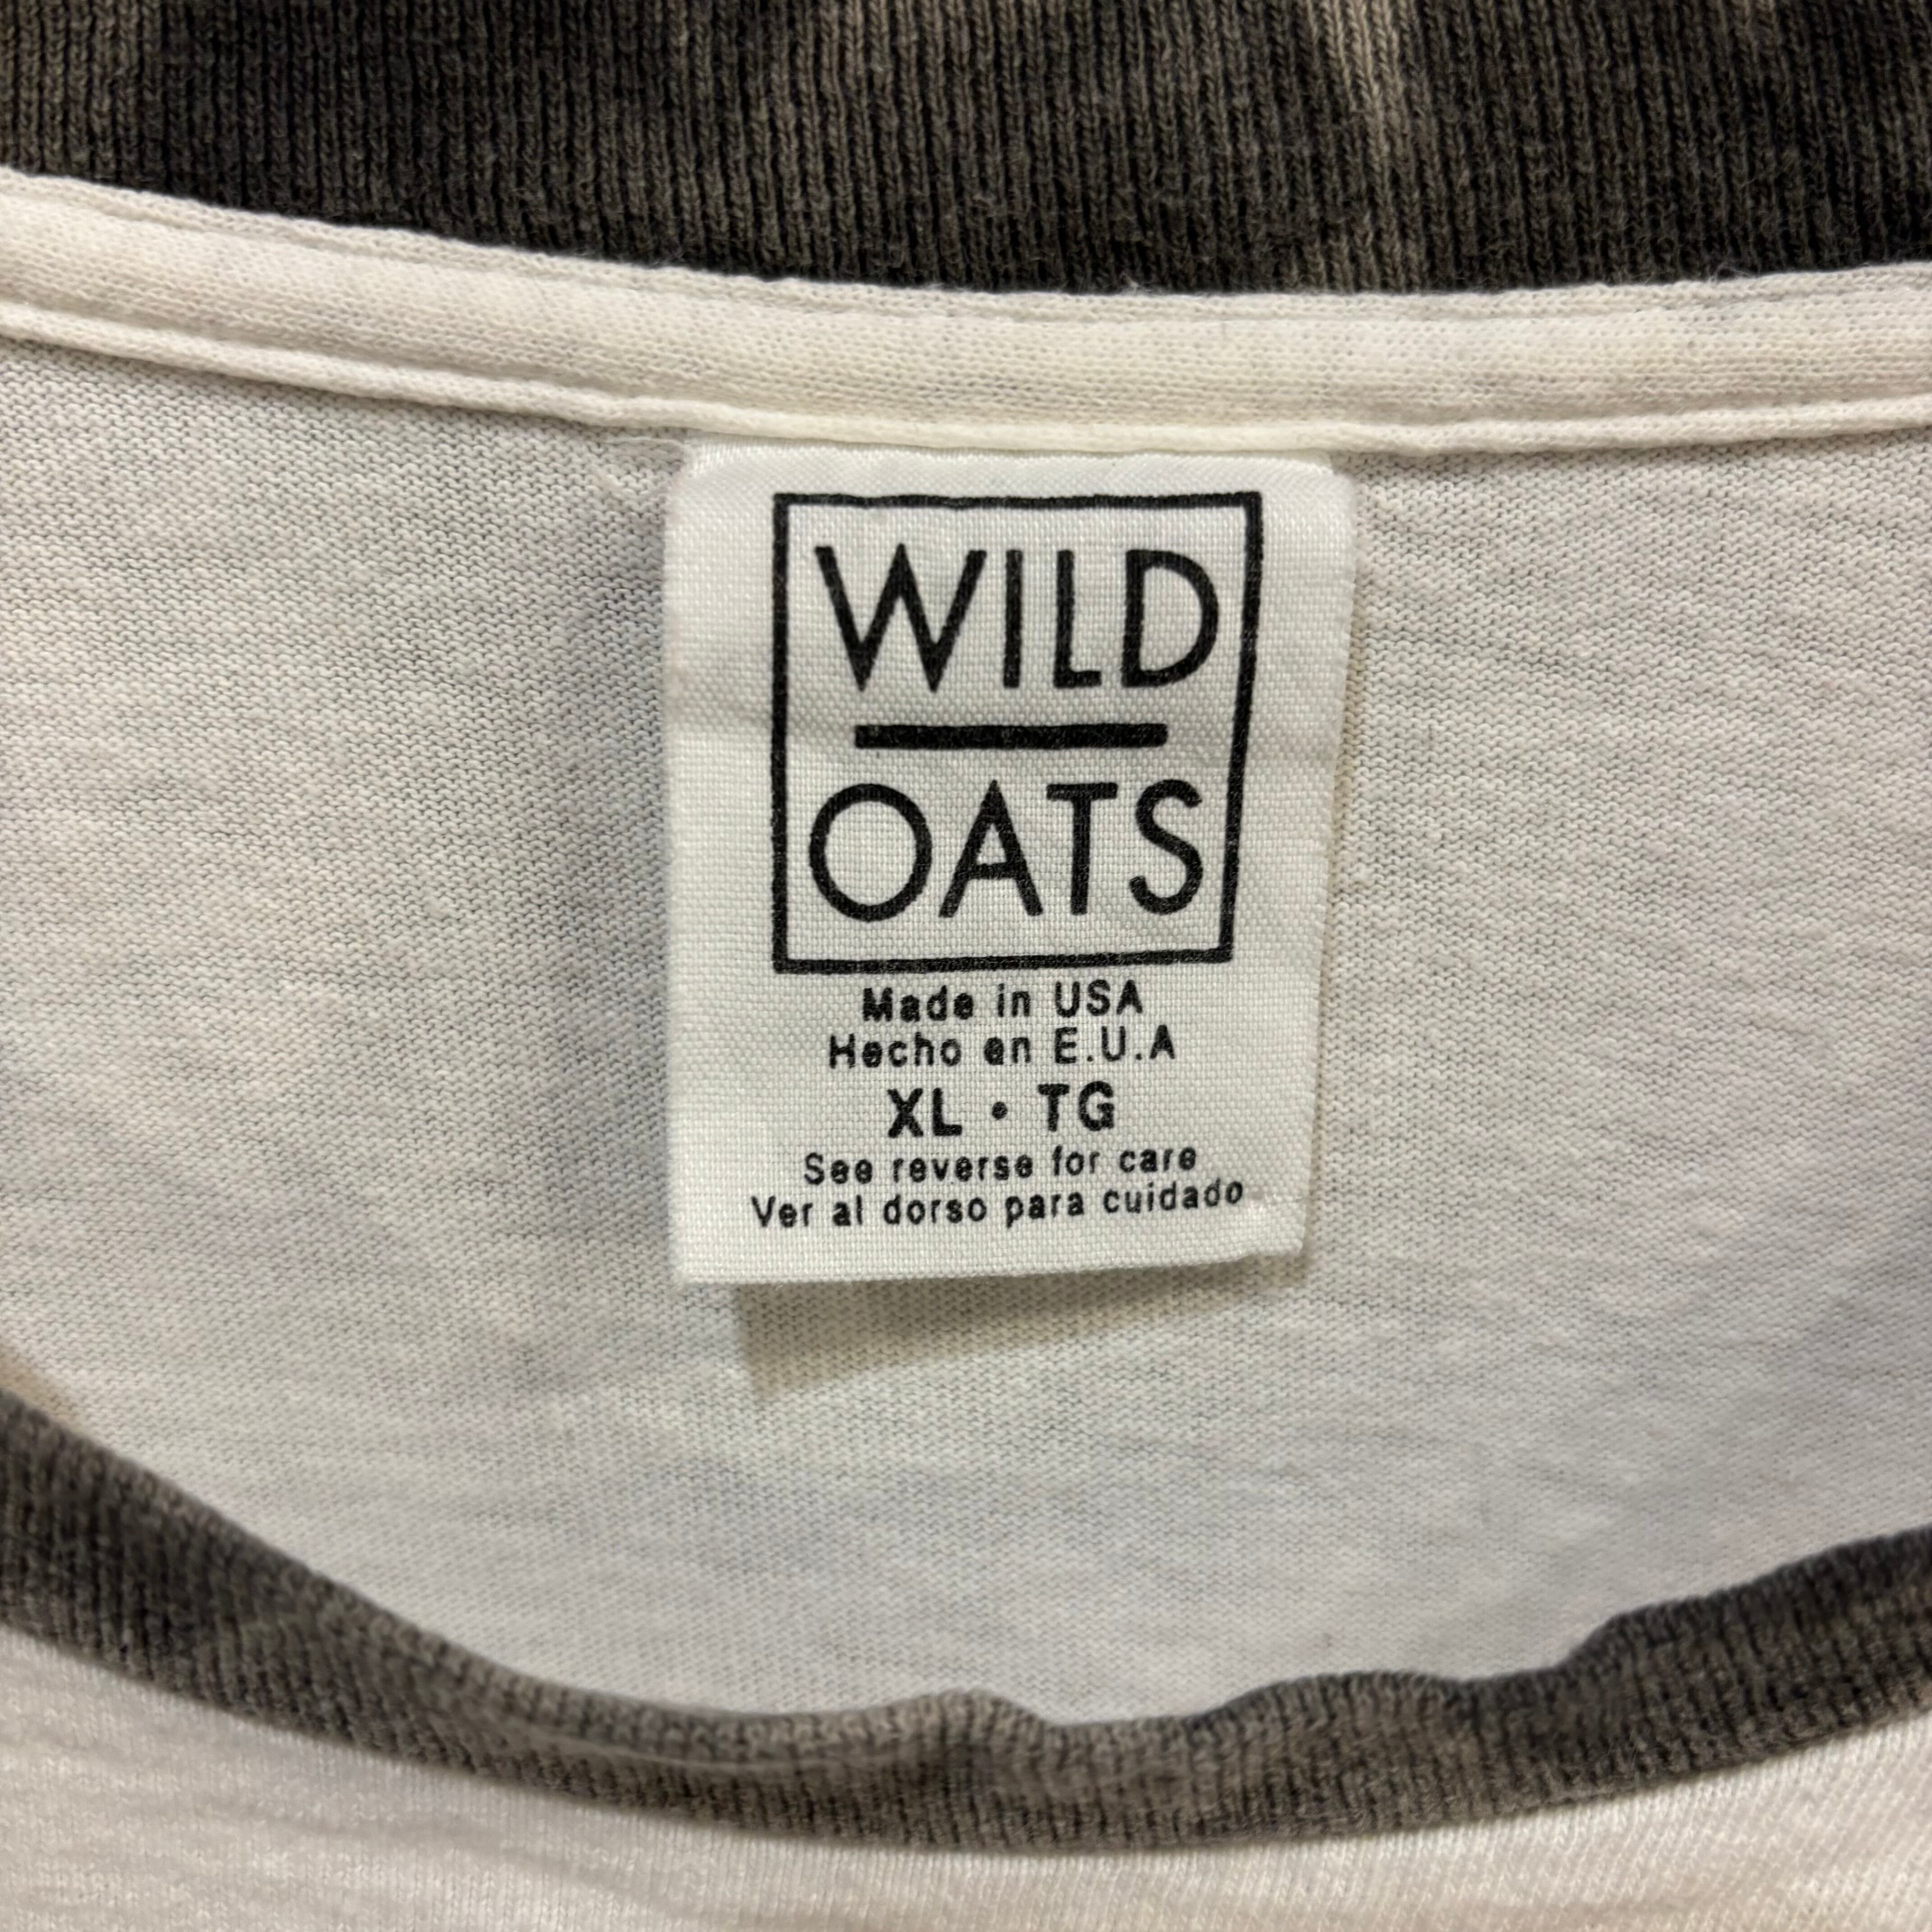 WILD
OATS
Made in USA
Hecho en E.U.A
XL • TG
See reverse for care
Ver al dorso para cuidado